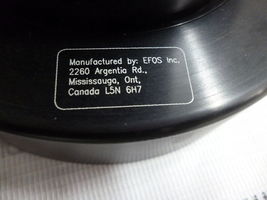 Manufactured by: EFOS Inc.
2260 Argentia Rd.,
Mississauga, Ont,
Canada L5N 6H7